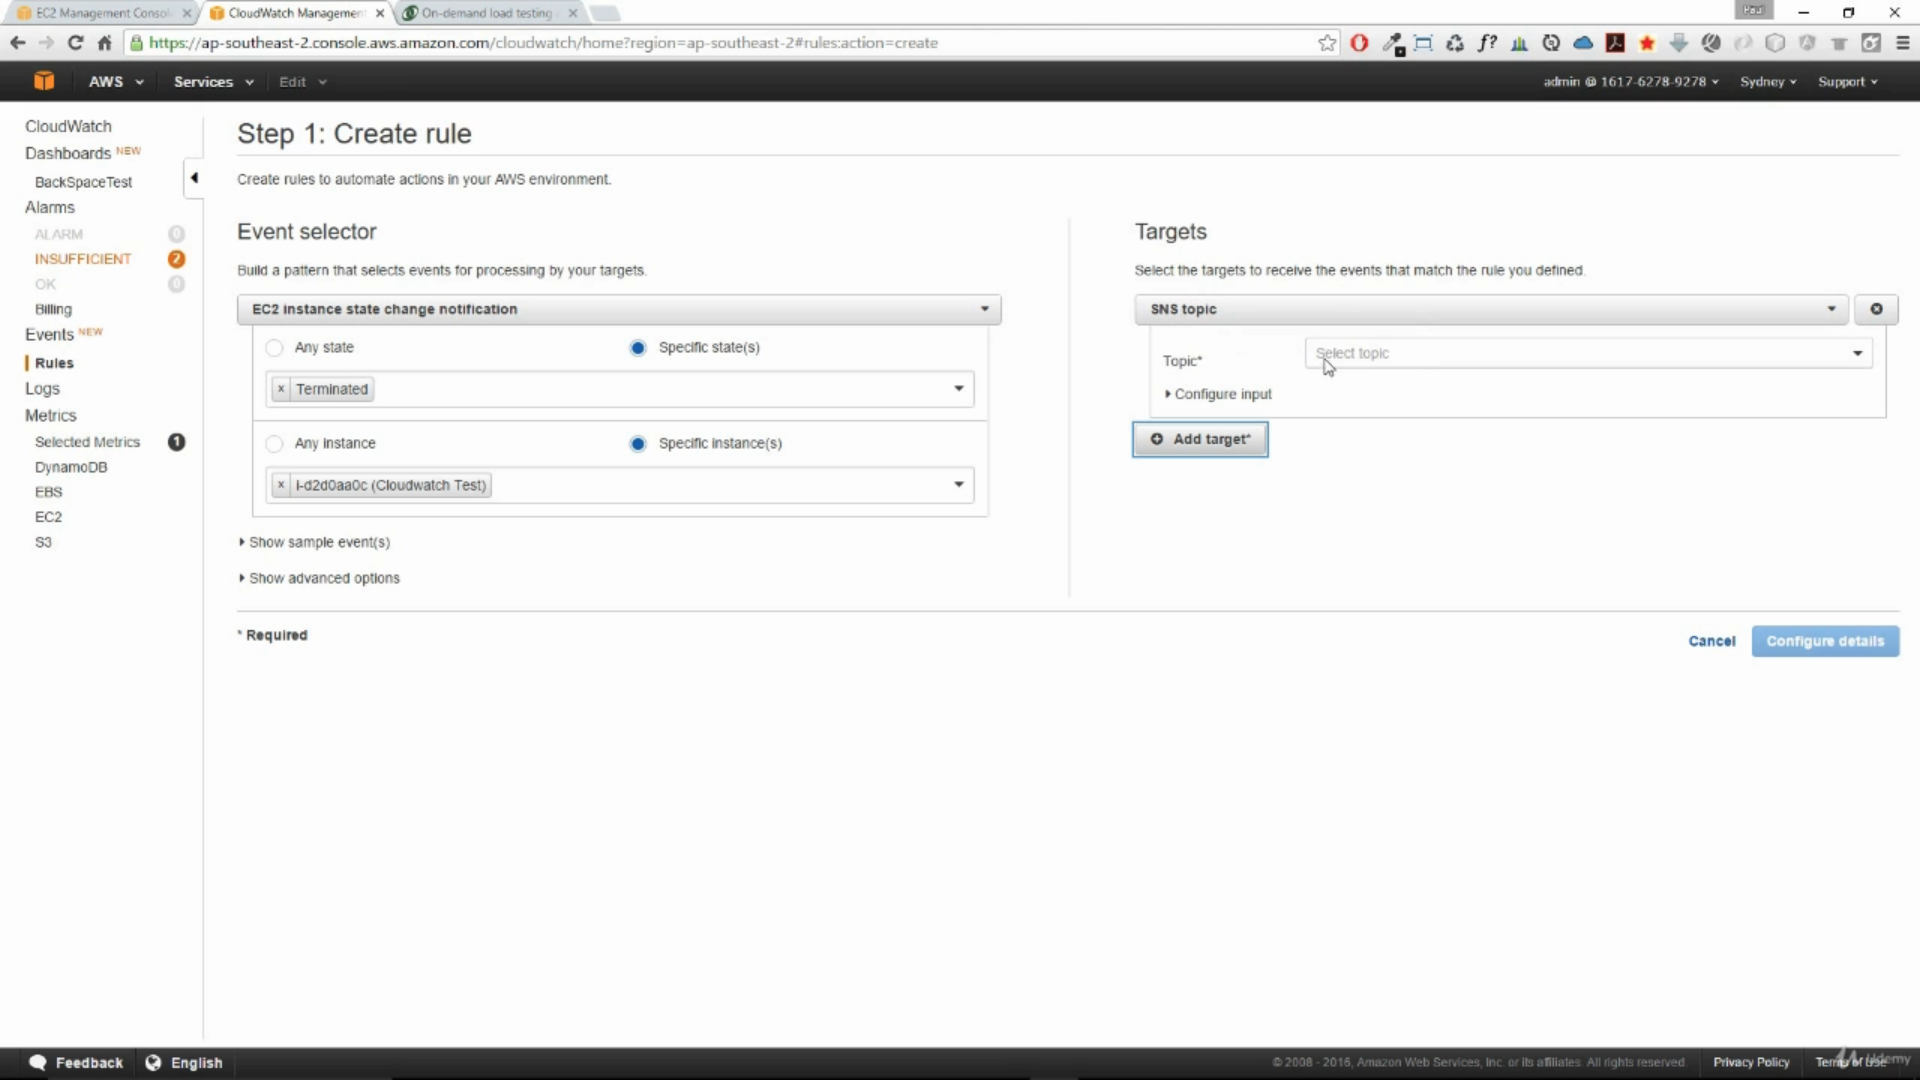 EC2 Management Consol
CloudWatch Management
On-demand load testing
Paul
https://ap-southeast-2.console.aws.amazon.com/cloudwatch/home?region=ap-southeast-2#rules:action=create
f?
AWS
Services
Edit
admin @ 1617-6278-9278
Sydney
Support
CloudWatch
Dashboards NEW
BackSpaceTest
Alarms
ALARM 0
INSUFFICIENT 2
OK 0
Billing
Events NEW
Rules
Logs
Metrics
Selected Metrics 1
DynamoDB
EBS
EC2
S3
Step 1: Create rule
Create rules to automate actions in your AWS environment.
Event selector
Build a pattern that selects events for processing by your targets.
EC2 instance state change notification
Any state
Specific state(s)
× Terminated
Any instance
Specific instance(s)
× i-d2d0aa0c (Cloudwatch Test)
Show sample event(s)
Show advanced options
* Required
Targets
Select the targets to receive the events that match the rule you defined.
SNS topic
Topic*
Select topic
Configure input
Add target*
Cancel
Configure details
Feedback
English
© 2008 - 2016, Amazon Web Services, Inc. or its affiliates. All rights reserved.
Privacy Policy
Terms of Use
Udemy